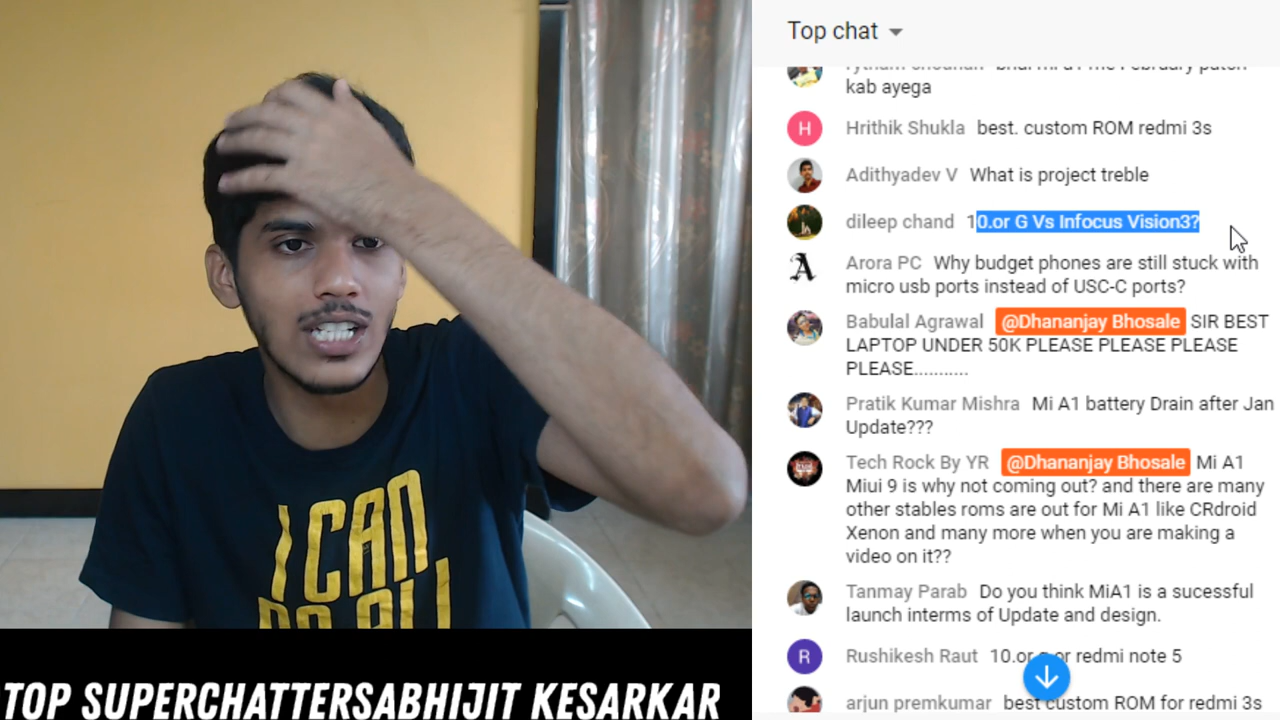 Top chat
kab ayega
Hrithik Shukla best. custom ROM redmi 3s
Adithyadev V What is project treble
dileep chand 10.or G Vs Infocus Vision3?
Arora PC Why budget phones are still stuck with
micro usb ports instead of USC-C ports?
Babulal Agrawal @Dhananjay Bhosale SIR BEST
LAPTOP UNDER 50K PLEASE PLEASE PLEASE
PLEASE...........
Pratik Kumar Mishra Mi A1 battery Drain after Jan
Update???
Tech Rock By YR @Dhananjay Bhosale Mi A1
Miui 9 is why not coming out? and there are many
other stables roms are out for Mi A1 like CRdroid
Xenon and many more when you are making a
video on it??
Tanmay Parab Do you think MiA1 is a sucessful
launch interms of Update and design.
Rushikesh Raut 10.or or redmi note 5
arjun premkumar best custom ROM for redmi 3s
I CAN
DO ALL
TOP SUPERCHATTERSABHIJIT KESARKAR